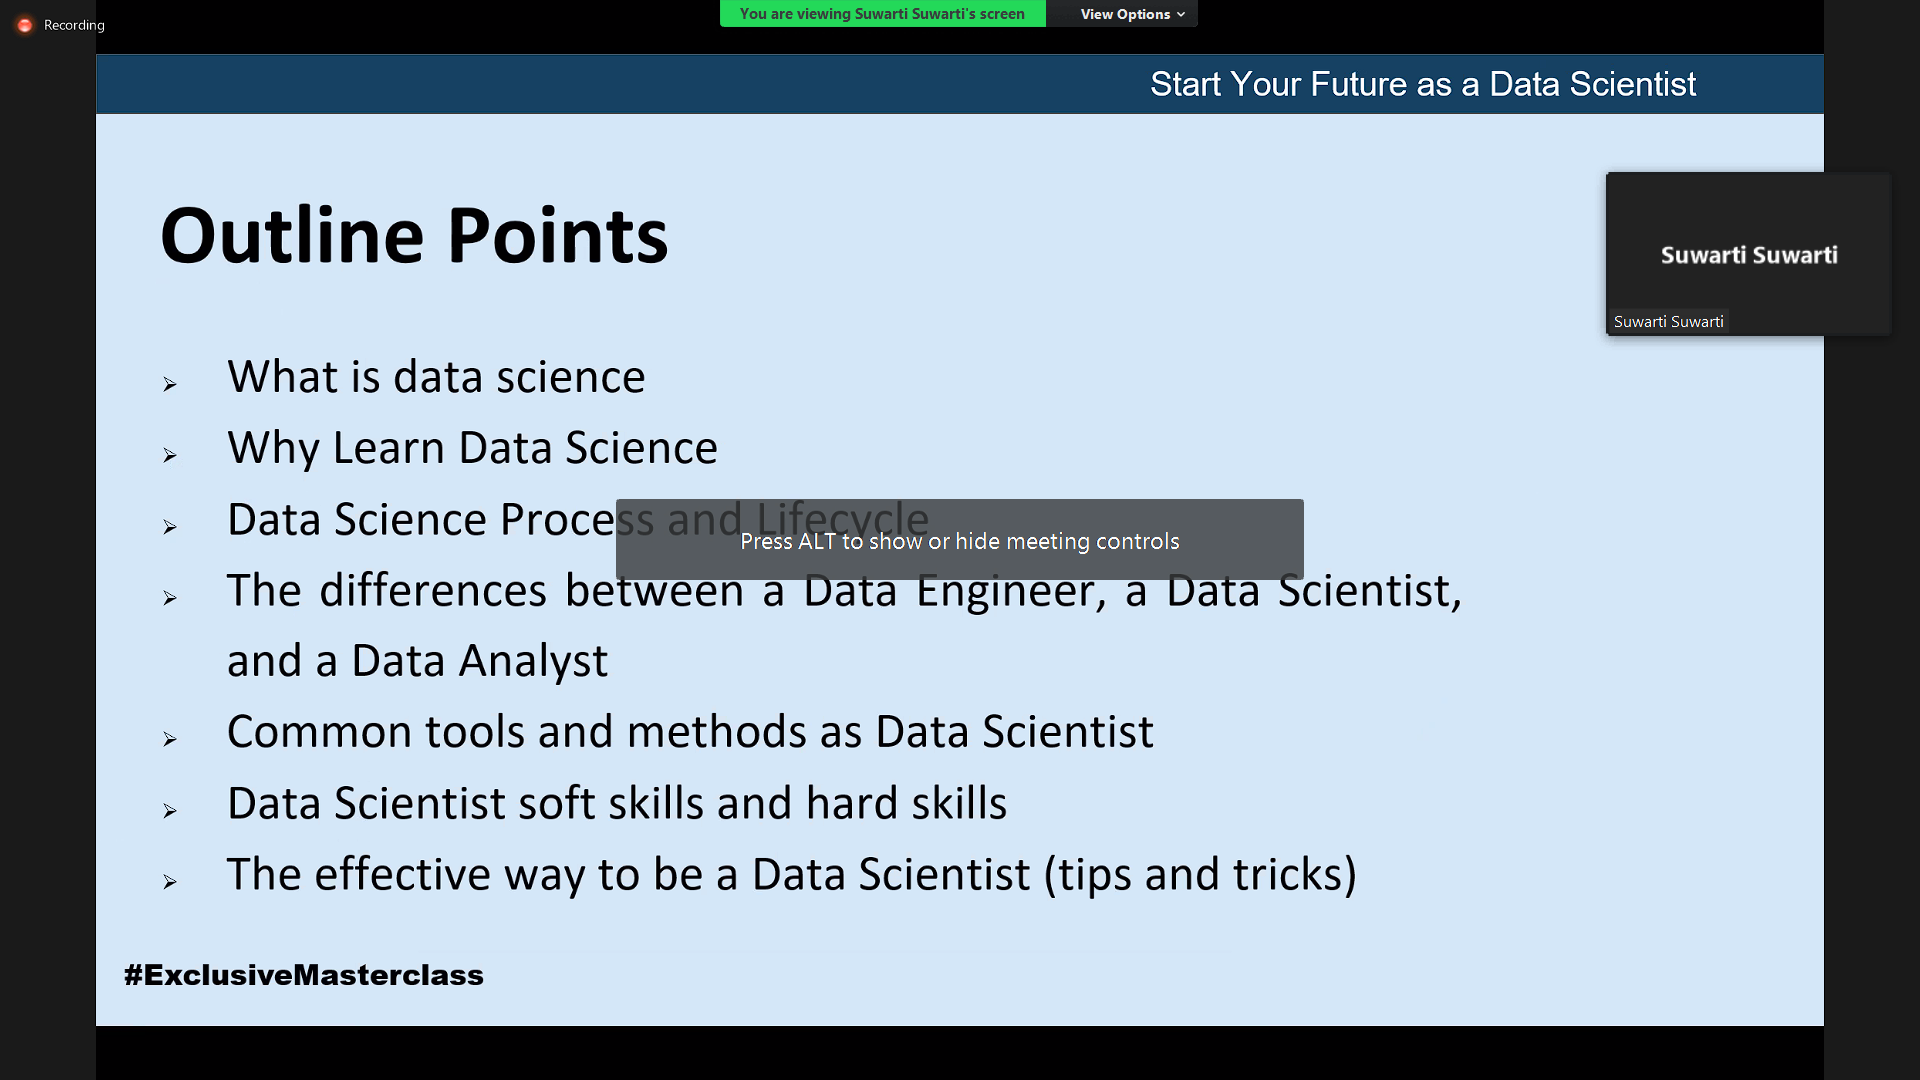 Recording
You are viewing Suwarti Suwarti's screen
View Options
Start Your Future as a Data Scientist
Outline Points
Suwarti Suwarti
Suwarti Suwarti
What is data science
Why Learn Data Science
Data Science Process and Lifecycle
Press ALT to show or hide meeting controls
The differences between a Data Engineer, a Data Scientist,
and a Data Analyst
Common tools and methods as Data Scientist
Data Scientist soft skills and hard skills
The effective way to be a Data Scientist (tips and tricks)
#ExclusiveMasterclass